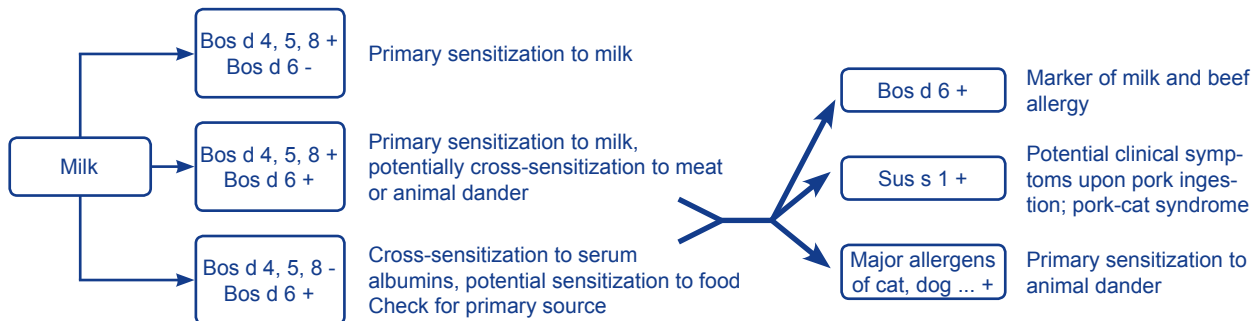 Milk
Bos d 4, 5, 8 +
Bos d 6 -
Primary sensitization to milk
Bos d 4, 5, 8 +
Bos d 6 +
Primary sensitization to milk,
potentially cross-sensitization to meat
or animal dander
Bos d 4, 5, 8 -
Bos d 6 +
Cross-sensitization to serum
albumins, potential sensitization to food
Check for primary source
Bos d 6 +
Marker of milk and beef
allergy
Sus s 1 +
Potential clinical symp-
toms upon pork inges-
tion; pork-cat syndrome
Major allergens
of cat, dog ... +
Primary sensitization to
animal dander